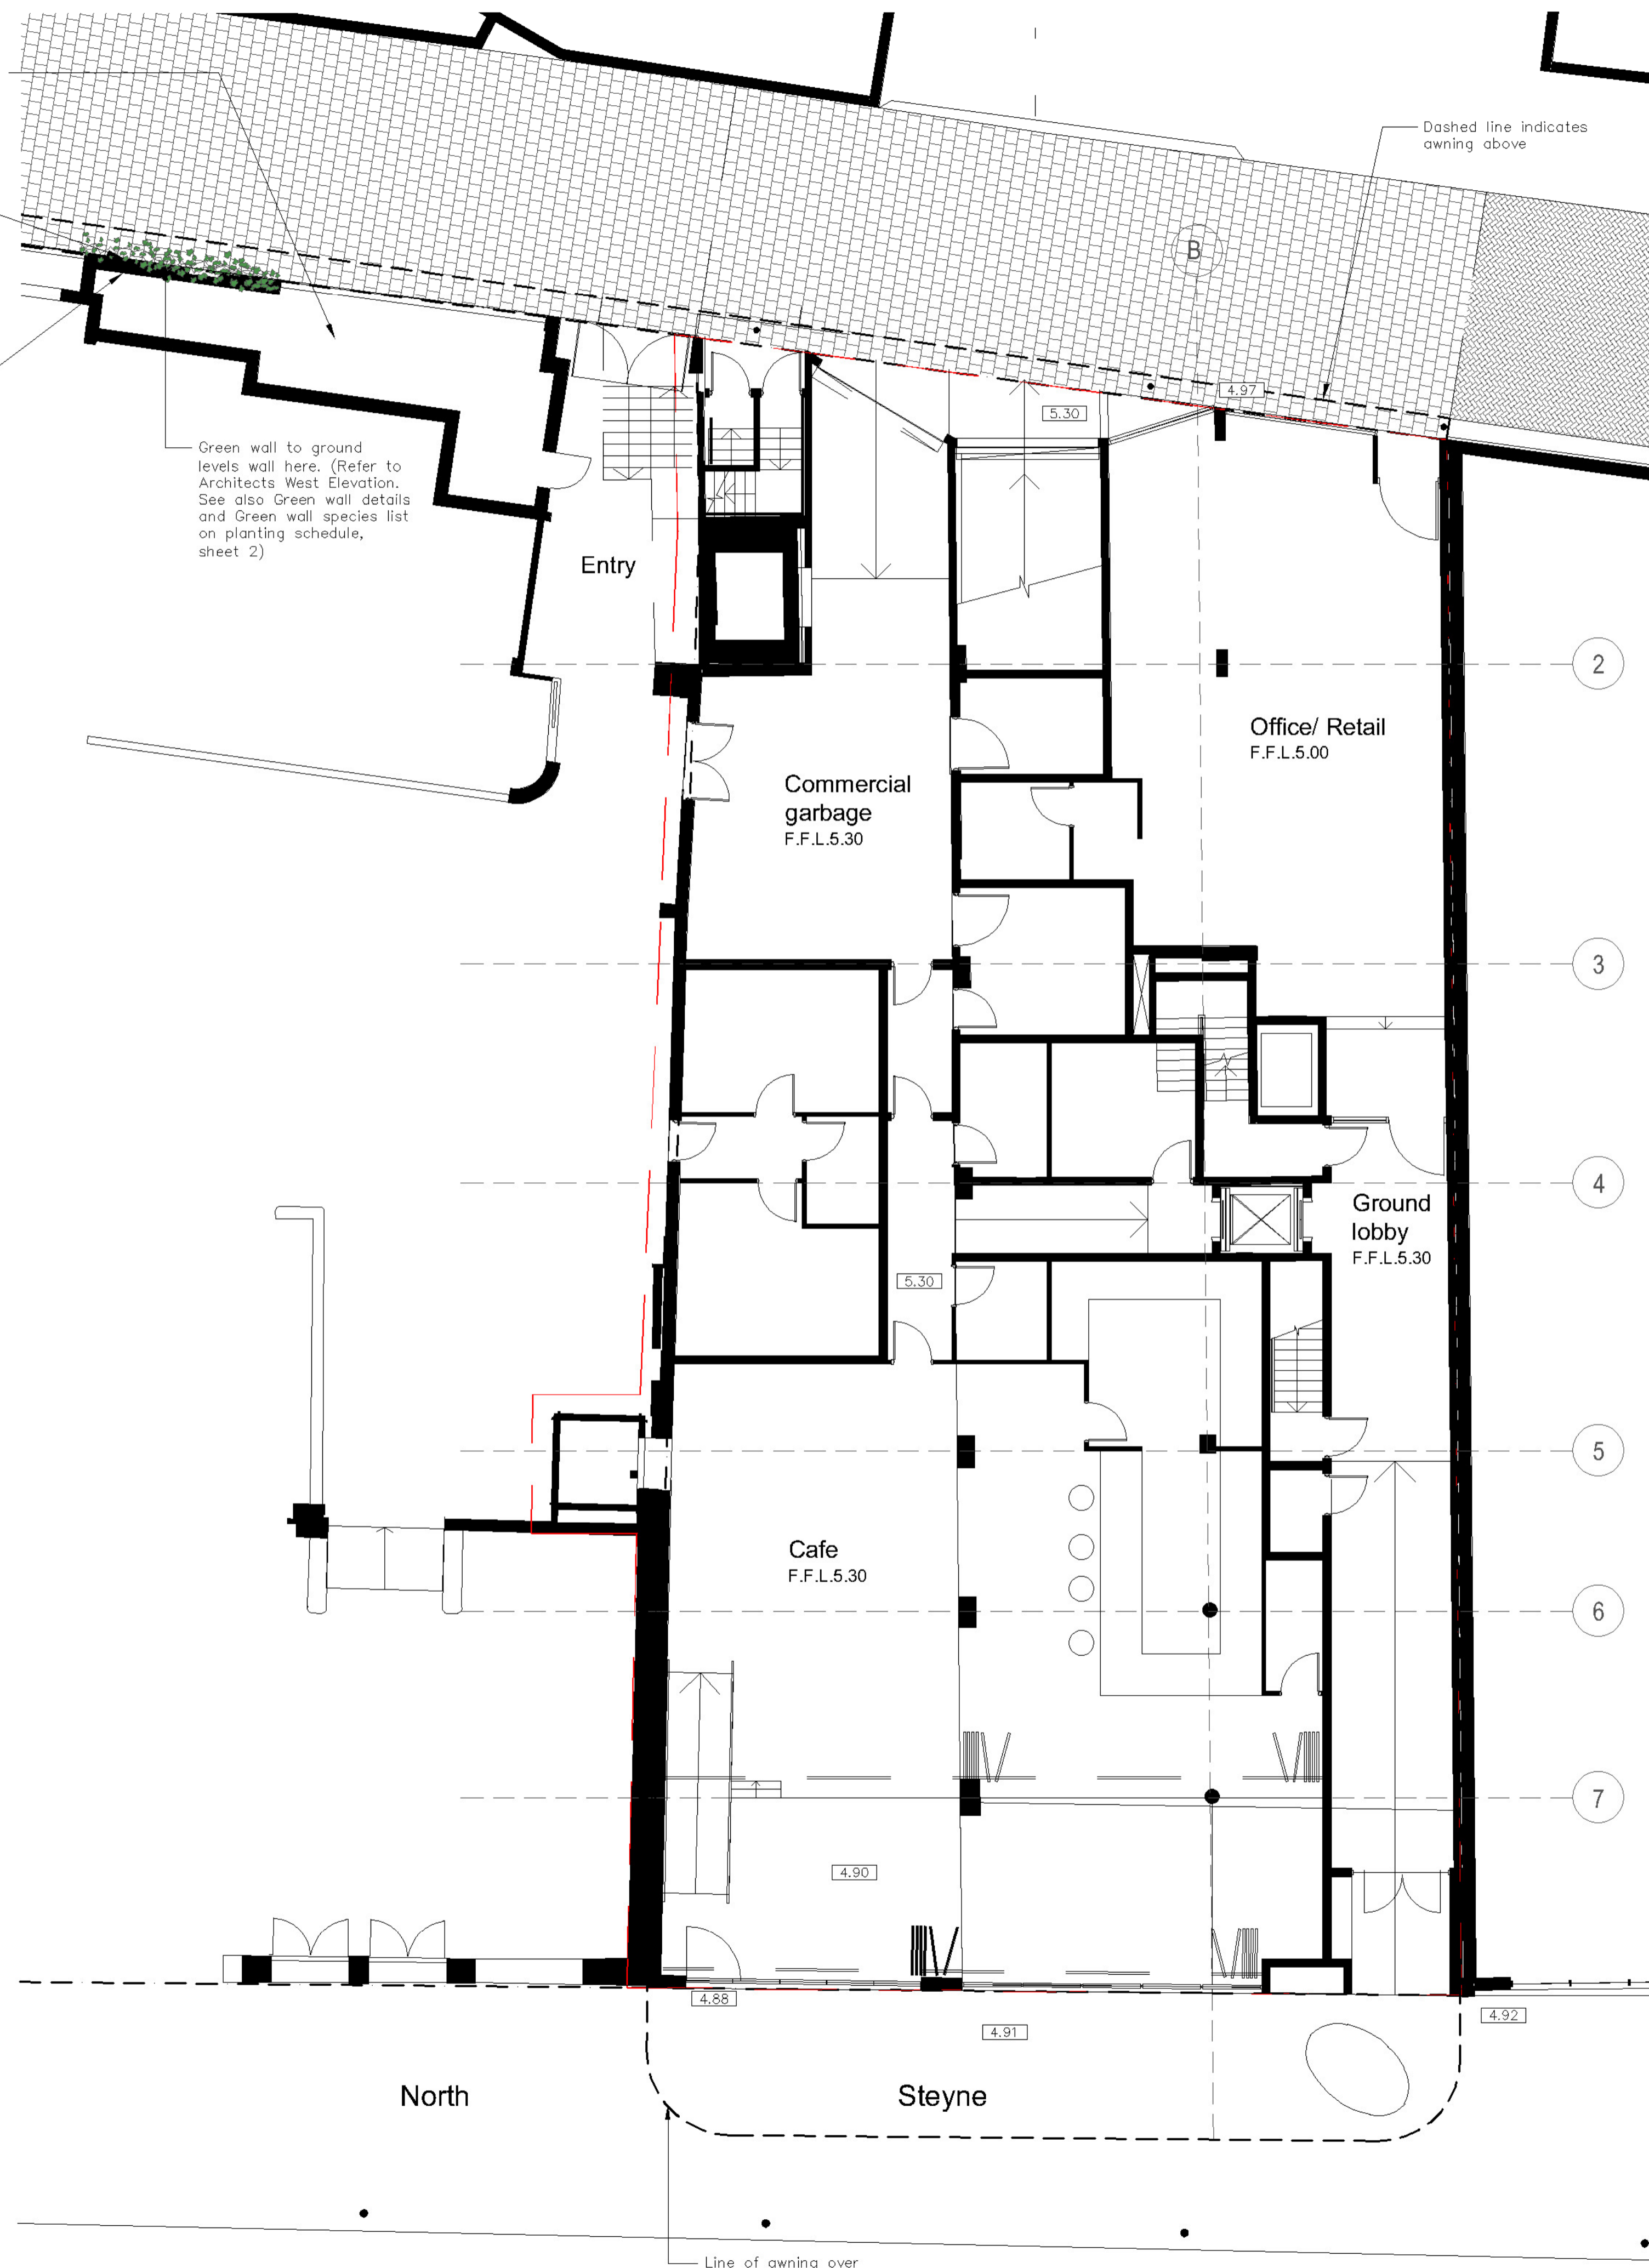 Dashed line indicates
awning above
B
4.97
5.30
Green wall to ground
levels wall here. (Refer to
Architects West Elevation.
See also Green wall details
and Green wall species list
on planting schedule,
sheet 2)
Entry
2
Office/ Retail
F.F.L.5.00
Commercial
garbage
F.F.L.5.30
3
4
Ground
lobby
F.F.L.5.30
5.30
5
Cafe
F.F.L.5.30
6
7
4.90
4.88
4.91
4.92
North
Steyne
Line of awning over